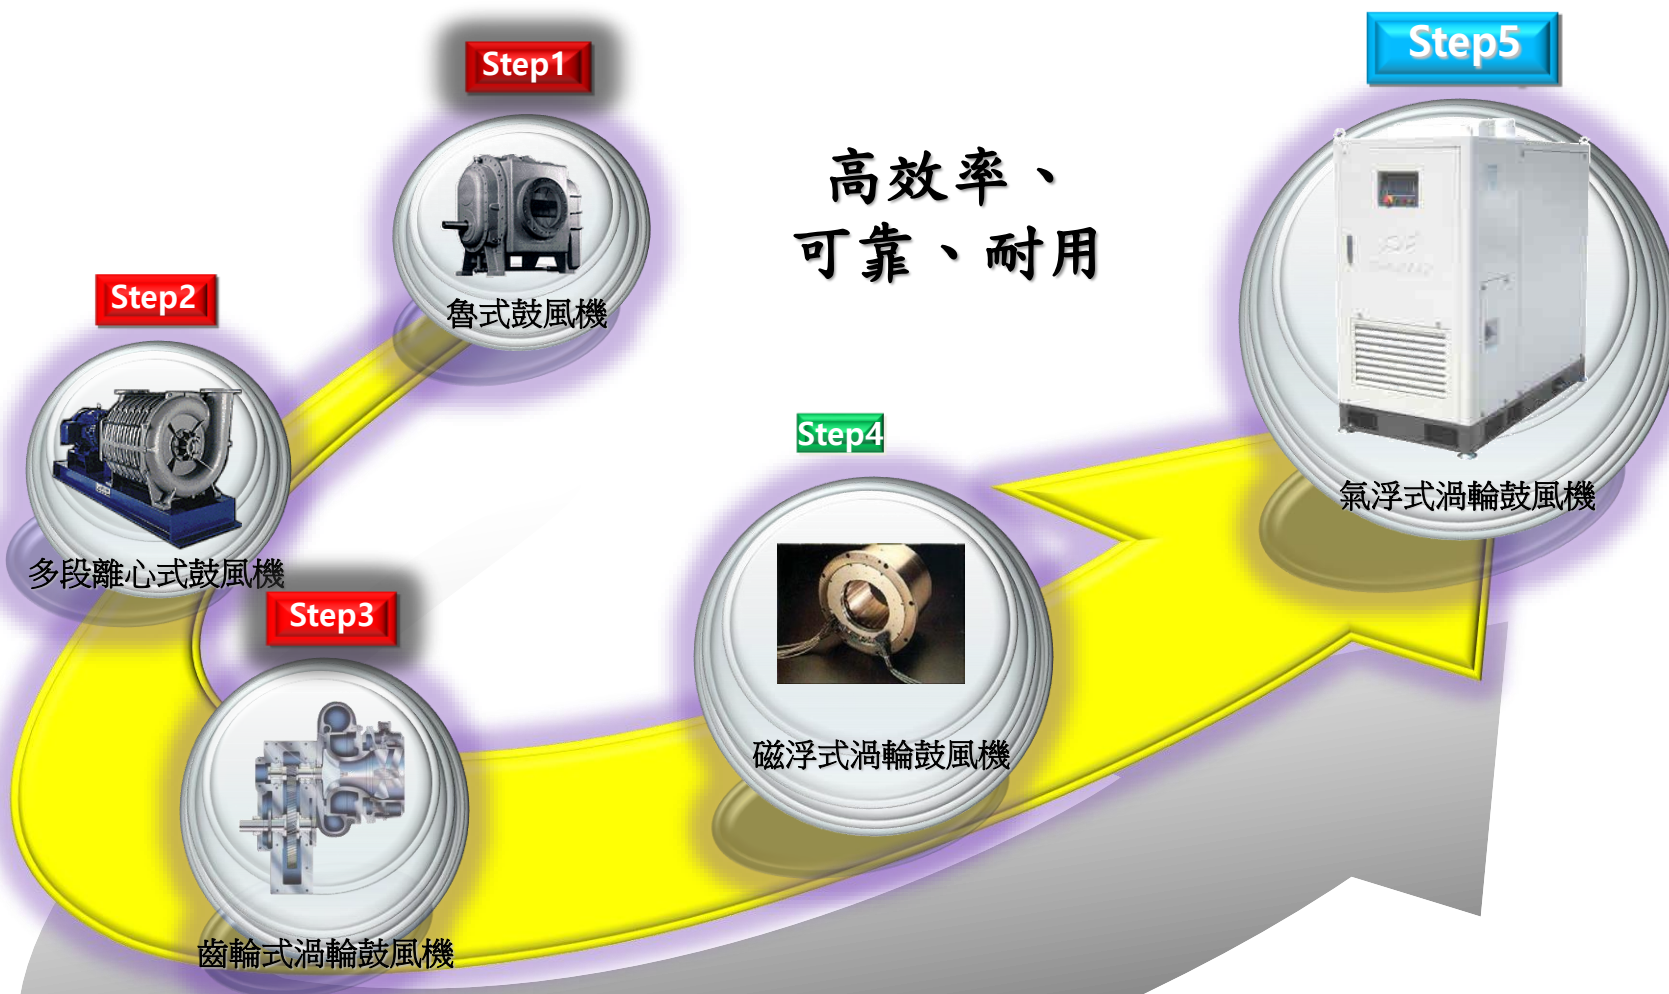 Step1
魯式鼓風機
Step2
多段離心式鼓風機
Step3
齒輪式渦輪鼓風機
Step4
磁浮式渦輪鼓風機
Step5
氣浮式渦輪鼓風機
高效率、
可靠、耐用